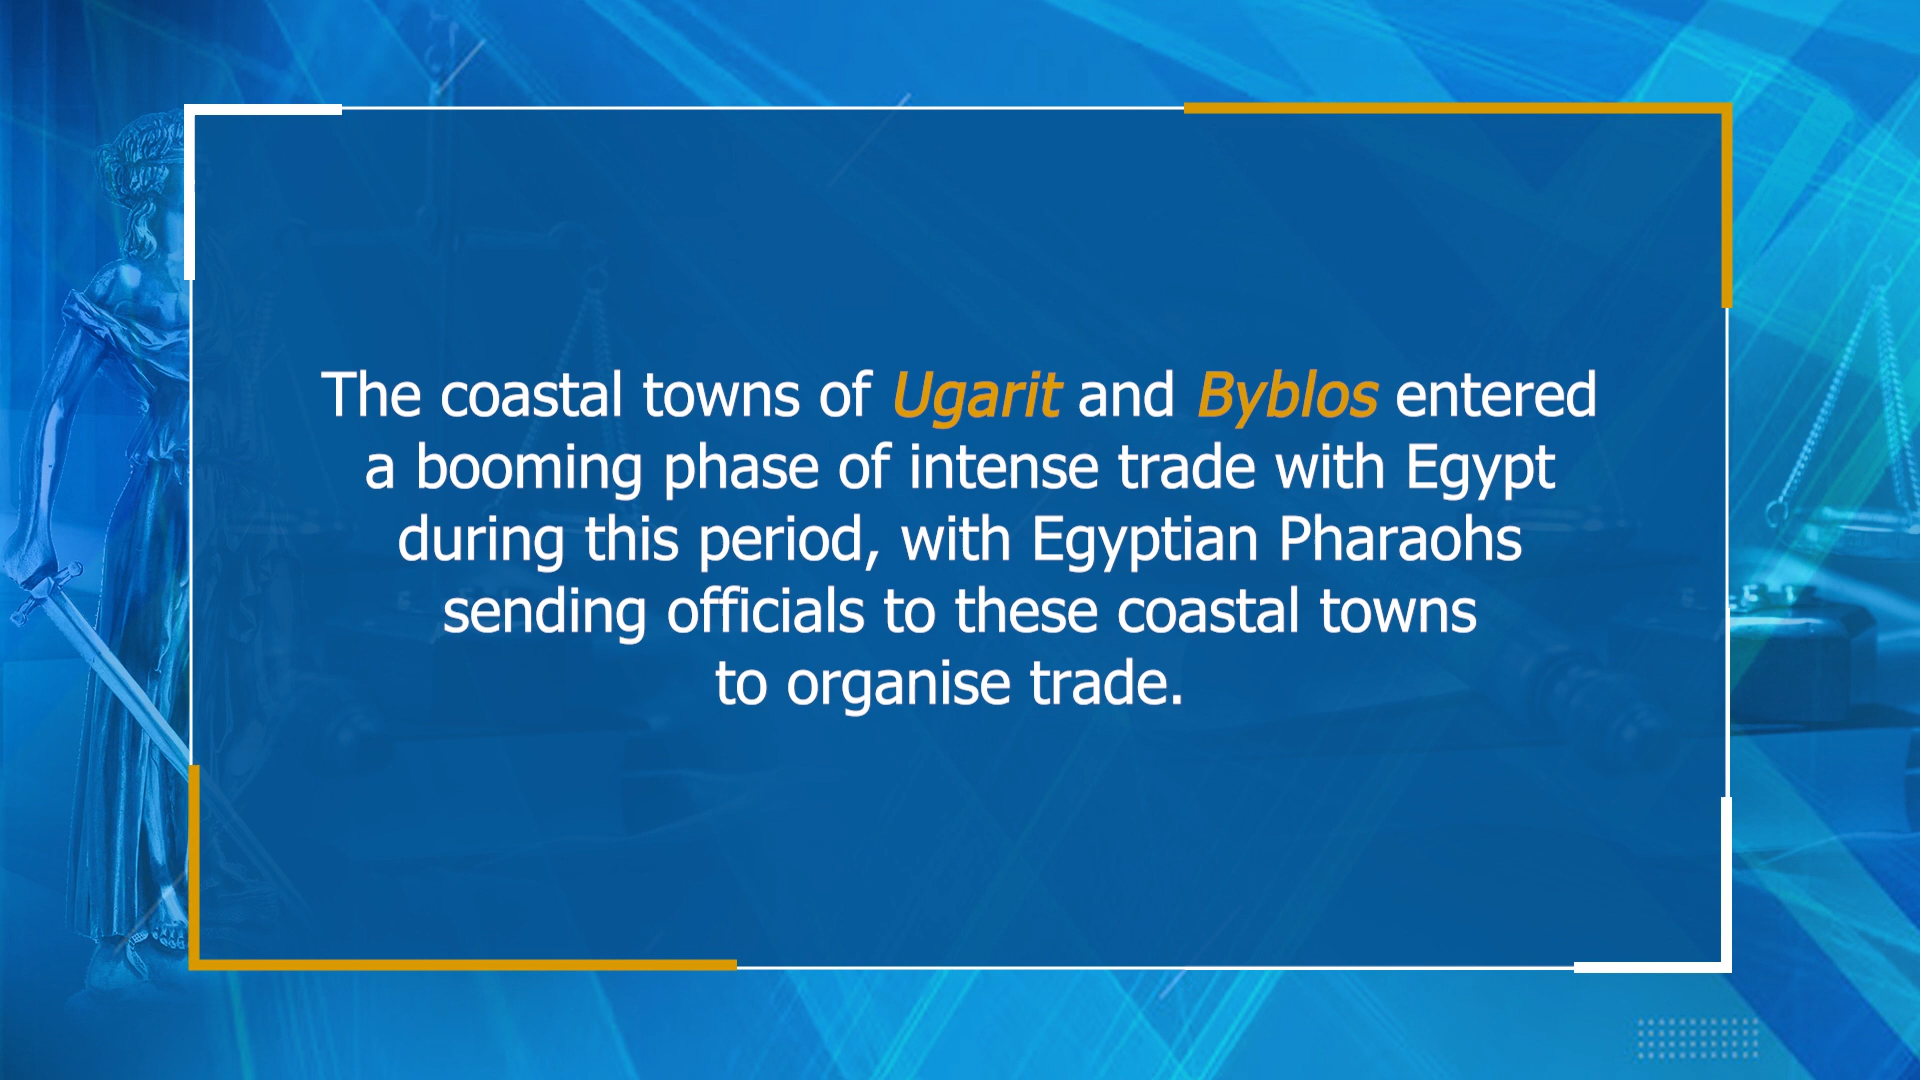 The coastal towns of Ugarit and Byblos entered
a booming phase of intense trade with Egypt
during this period, with Egyptian Pharaohs
sending officials to these coastal towns
to organise trade.